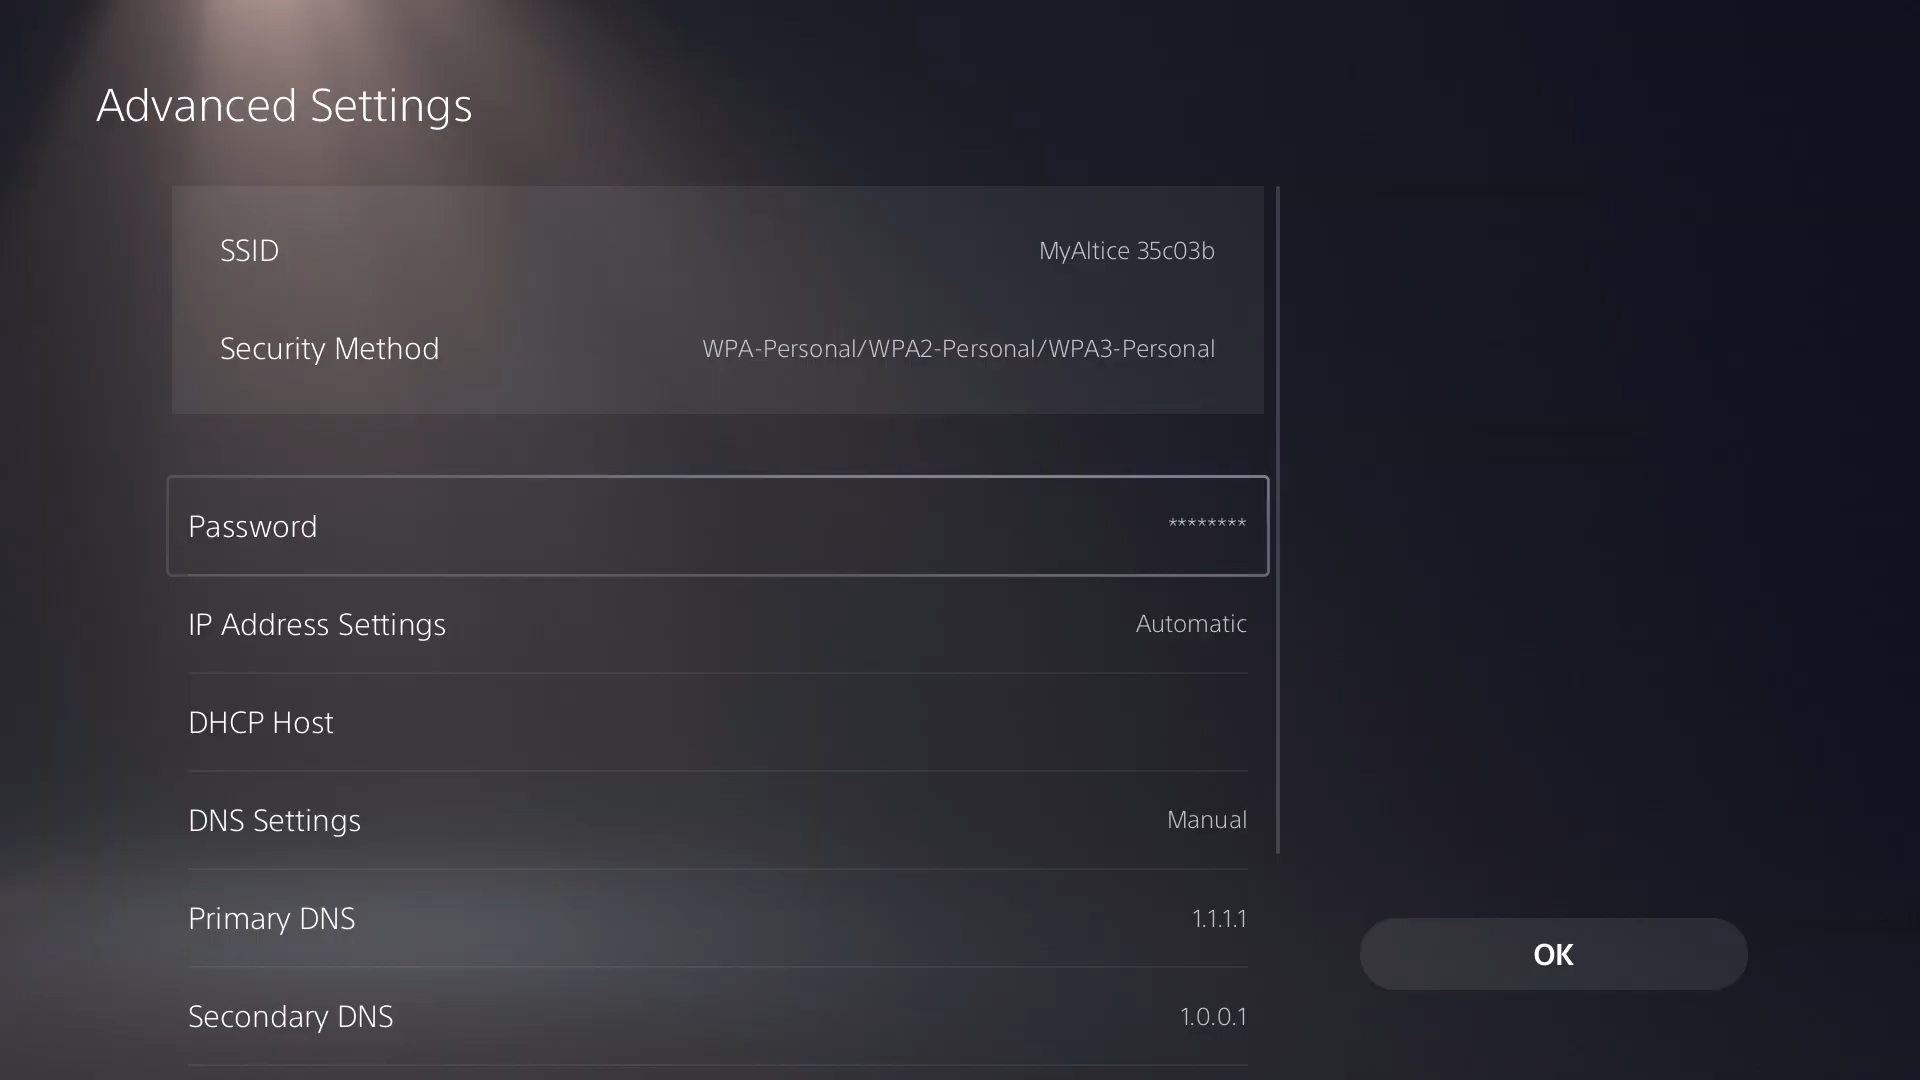 Advanced Settings
SSID MyAltice 35c03b
Security Method WPA-Personal/WPA2-Personal/WPA3-Personal
Password ********
IP Address Settings Automatic
DHCP Host
DNS Settings Manual
Primary DNS 1.1.1.1
OK
Secondary DNS 1.0.0.1